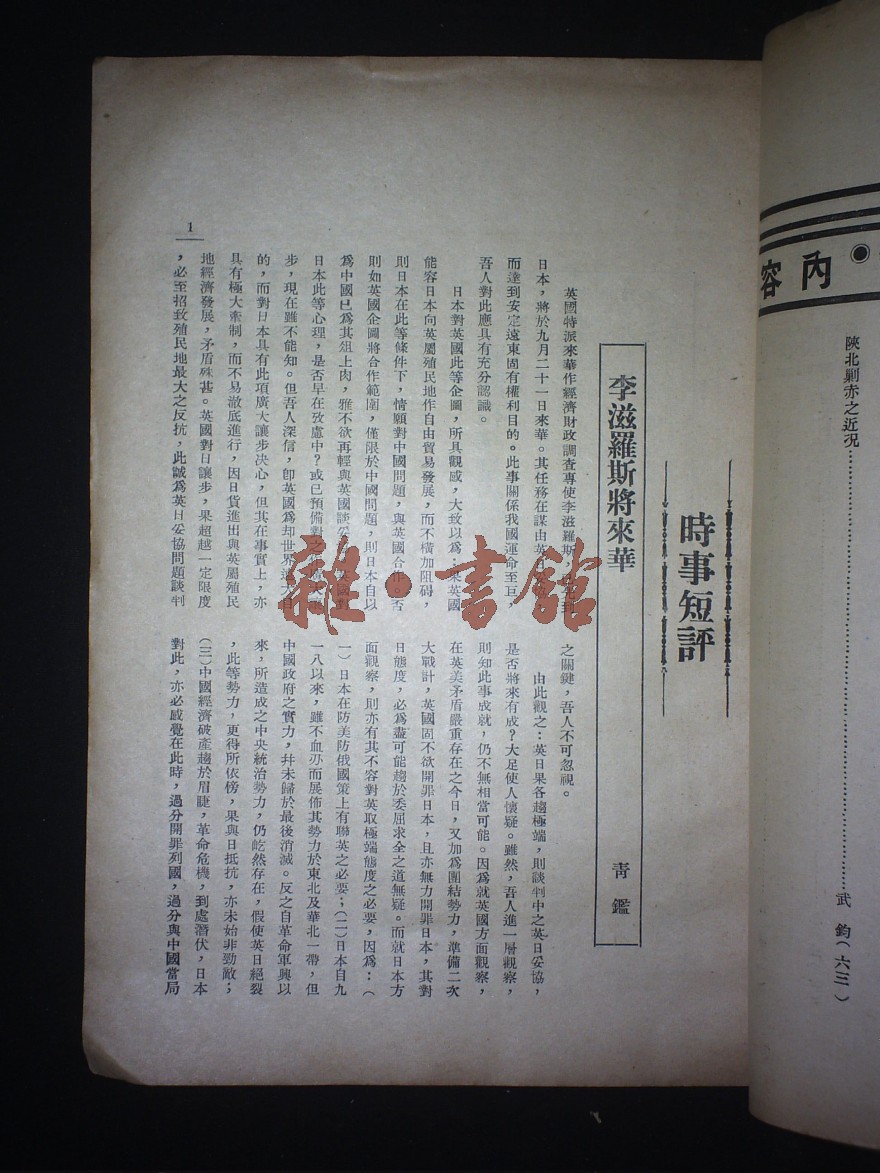 內容
陝北剿赤之近況……………………武 鈞(六三)
時事短評
李滋羅斯將來華 青 鑑
英國特派來華作經濟財政調查專使李滋羅斯,
日本,將於九月二十一日來華。其任務在謀由英日
而達到安定遠東固有權利目的。此事關係我國運命至巨,
吾人對此應具有充分認識。
日本對英國此等企圖,所具觀感,大致以為
能容日本向英屬殖民地作自由貿易發展,而不橫加阻碍,
則日本在此等條件下,情願對中國問題,與英國合作。否
則如英國企圖將合作範圍,僅限於中國問題,則日本自以
為中國已為其俎上肉,雅不欲再輕與英國談
日本此等心理,是否早在攷慮中?或已預備對之
步,現在雖不能知。但吾人深信,卽英國為却世界
的,而對日本具有此項廣大讓步决心,但其在事實上,亦
具有極大牽制,而不易澈底進行,因日貨進出與英屬殖民
地經濟發展,矛盾殊甚。英國對日讓步,果超越一定限度
,必至招致殖民地最大之反抗,此誠為英日妥協問題談判
之關鍵,吾人不可忽視。
由此觀之:英日果各趨極端,則談判中之英日妥協,
是否將來有成?大足使人懷疑。雖然,吾人進一層觀察,
則知此事成就,仍不無相當可能。因為就英國方面觀察,
在英美矛盾嚴重存在之今日,又加為團結勢力,準備二次
大戰計,英國固不欲開罪日本,且亦無力開罪日本,其對
日態度,必為盡可能趨於委屈求全之道無疑。而就日本方
面觀察,則亦有其不容對英取極端態度之必要,因為:(
一)日本在防美防俄國策上有聯英之必要;(二)日本自九
一八以來,雖不血刃而展佈其勢力於東北及華北一帶,但
中國政府之實力,幷未歸於最後消滅。反之自革命軍興以
來,所造成之中央統治勢力,仍屹然存在,假使英日絕裂
,此等勢力,更得所依傍,果與日抵抗,亦未始非勁敵;
(三)中國經濟破產趨於眉睫,革命危機,到處潛伏,日本
對此,亦必感覺在此時,過分開罪列國,過分與中國當局
1
雜·書館